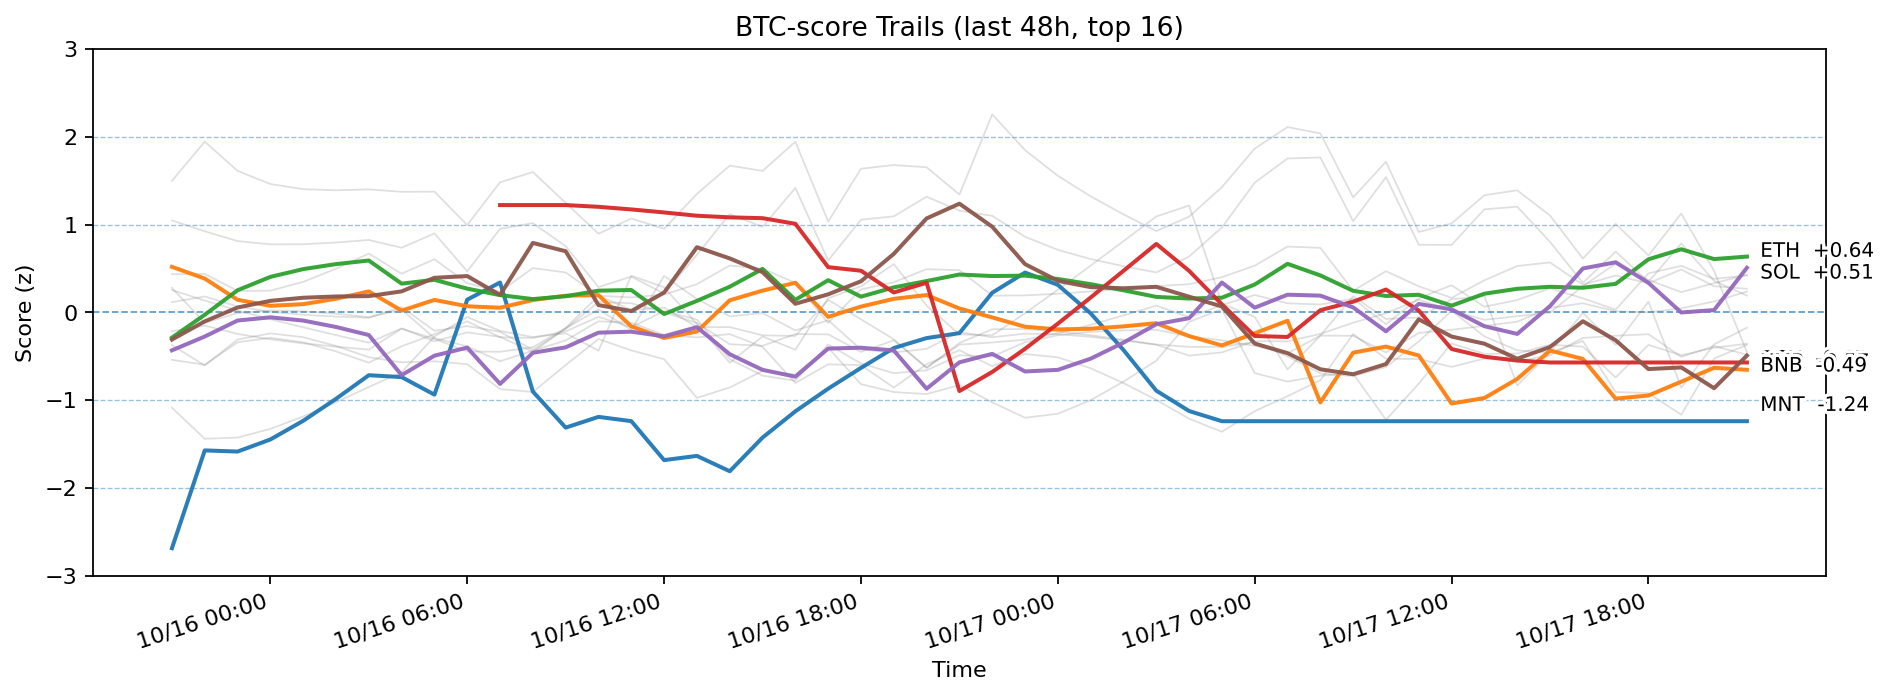 BTC-score Trails (last 48h, top 16)
Score (z)
3
2
1
0
−1
−2
−3
ETH +0.64
SOL +0.51
BNB -0.49
MNT -1.24
10/16 00:00
10/16 06:00
10/16 12:00
10/16 18:00
10/17 00:00
10/17 06:00
10/17 12:00
10/17 18:00
Time